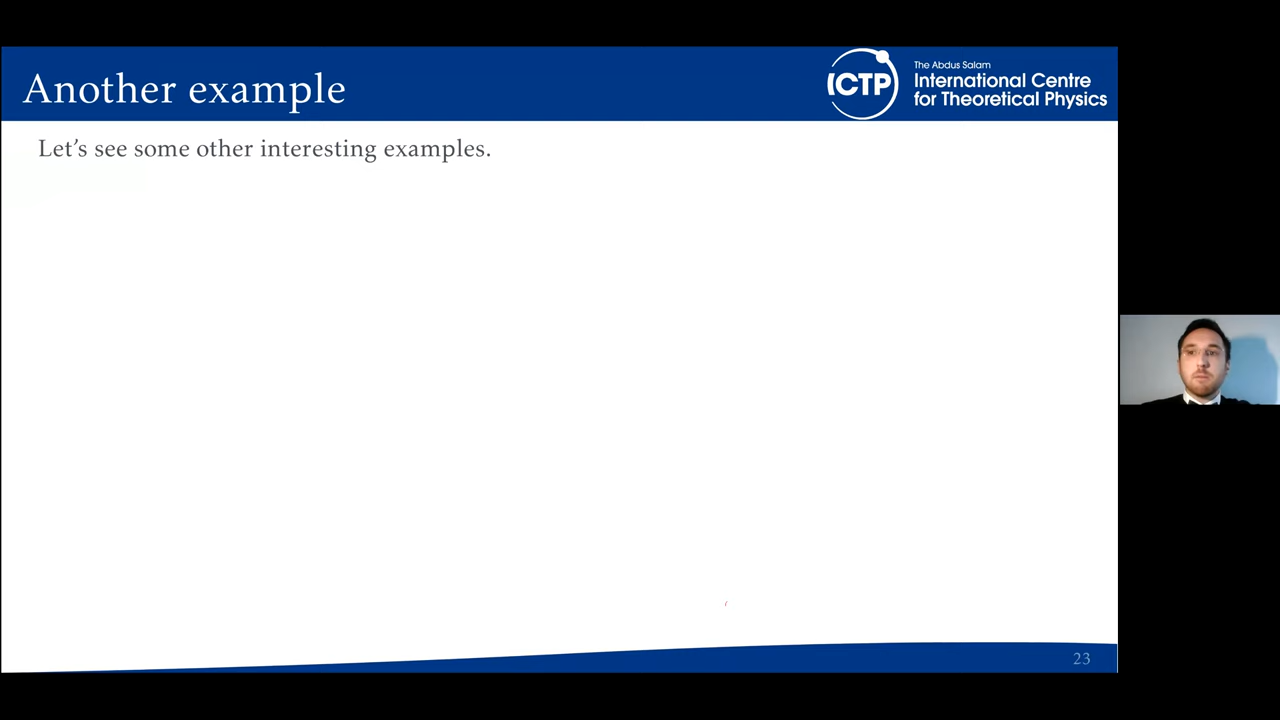 Another example
The Abdus Salam
ICTP
International Centre
for Theoretical Physics
Let's see some other interesting examples.
23